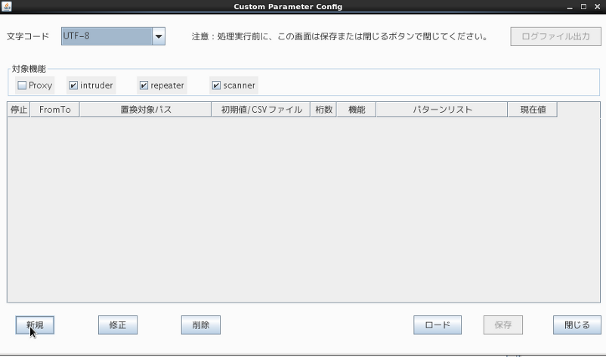 Custom Parameter Config
文字コード UTF-8 注意：処理実行前に、この画面は保存または閉じるボタンで閉じてください。 ログファイル出力
対象機能
Proxy intruder repeater scanner
停止 FromTo 置換対象パス 初期値/CSVファイル 桁数 機能 パターンリスト 現在値
新規 修正 削除 ロード 保存 閉じる